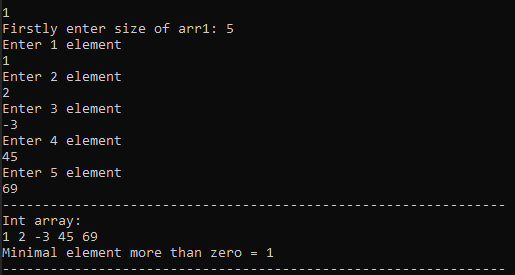 1
Firstly enter size of arr1: 5
Enter 1 element
1
Enter 2 element
2
Enter 3 element
-3
Enter 4 element
45
Enter 5 element
69
---------------------------------------------------------------
Int array:
1 2 -3 45 69
Minimal element more than zero = 1
---------------------------------------------------------------